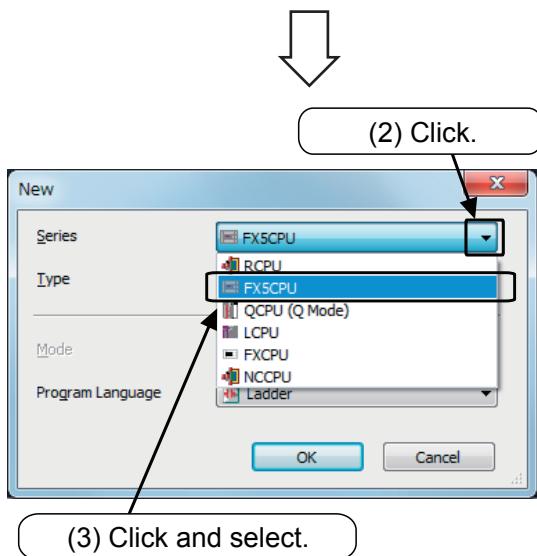 (2) Click.
New
x
Series
FX5CPU
RCPU
Type
FX5CPU
QCPU (Q Mode)
LCPU
Mode
FXCPU
NCCPU
Program Language
Ladder
OK
Cancel
(3) Click and select.